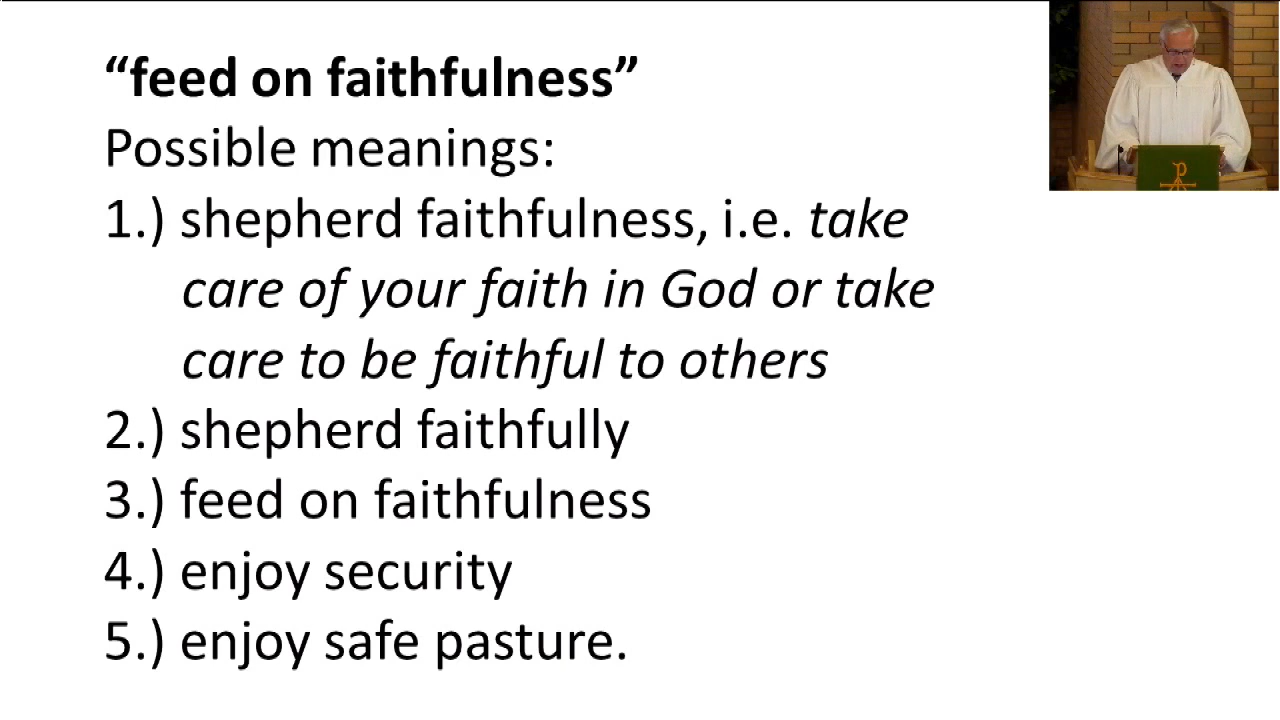 “feed on faithfulness”
Possible meanings:
1.) shepherd faithfulness, i.e. take
care of your faith in God or take
care to be faithful to others
2.) shepherd faithfully
3.) feed on faithfulness
4.) enjoy security
5.) enjoy safe pasture.